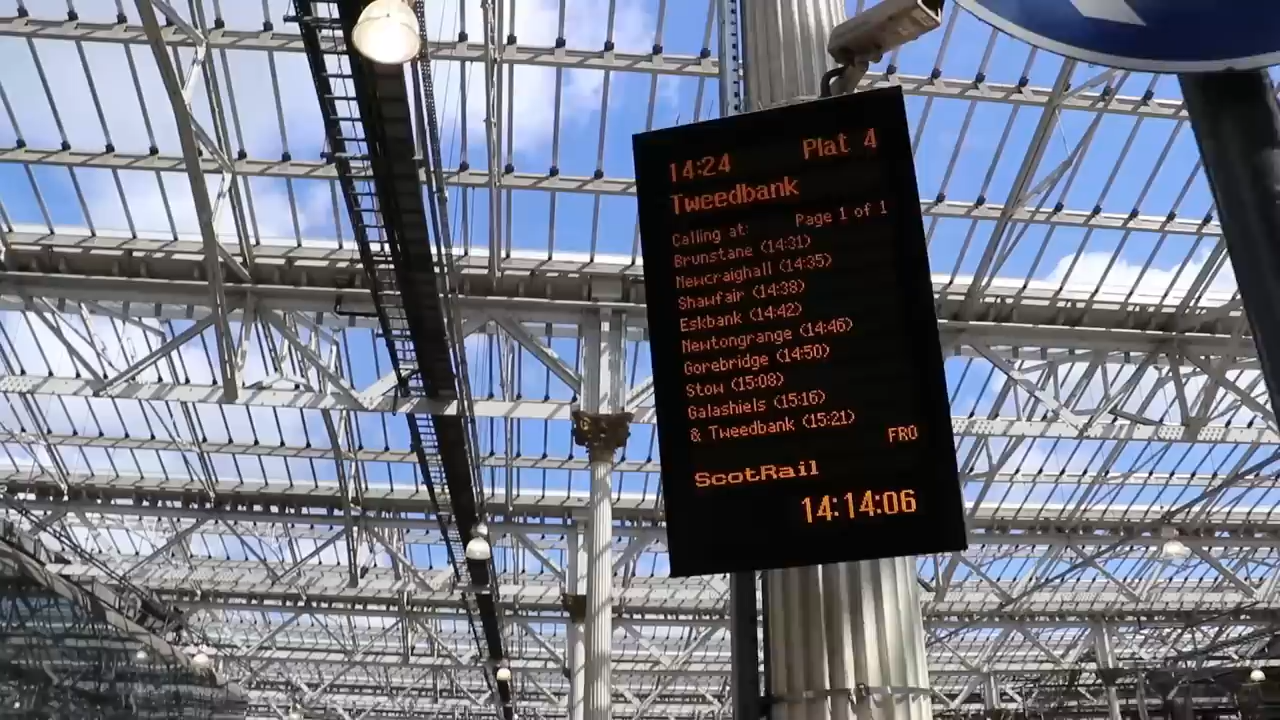 14:24 Plat 4
Tweedbank
Calling at: Page 1 of 1
Brunstane (14:31)
Newcraighall (14:35)
Shawfair (14:38)
Eskbank (14:42)
Newtongrange (14:46)
Gorebridge (14:50)
Stow (15:08)
Galashiels (15:16)
& Tweedbank (15:21)
FRO
ScotRail
14:14:06